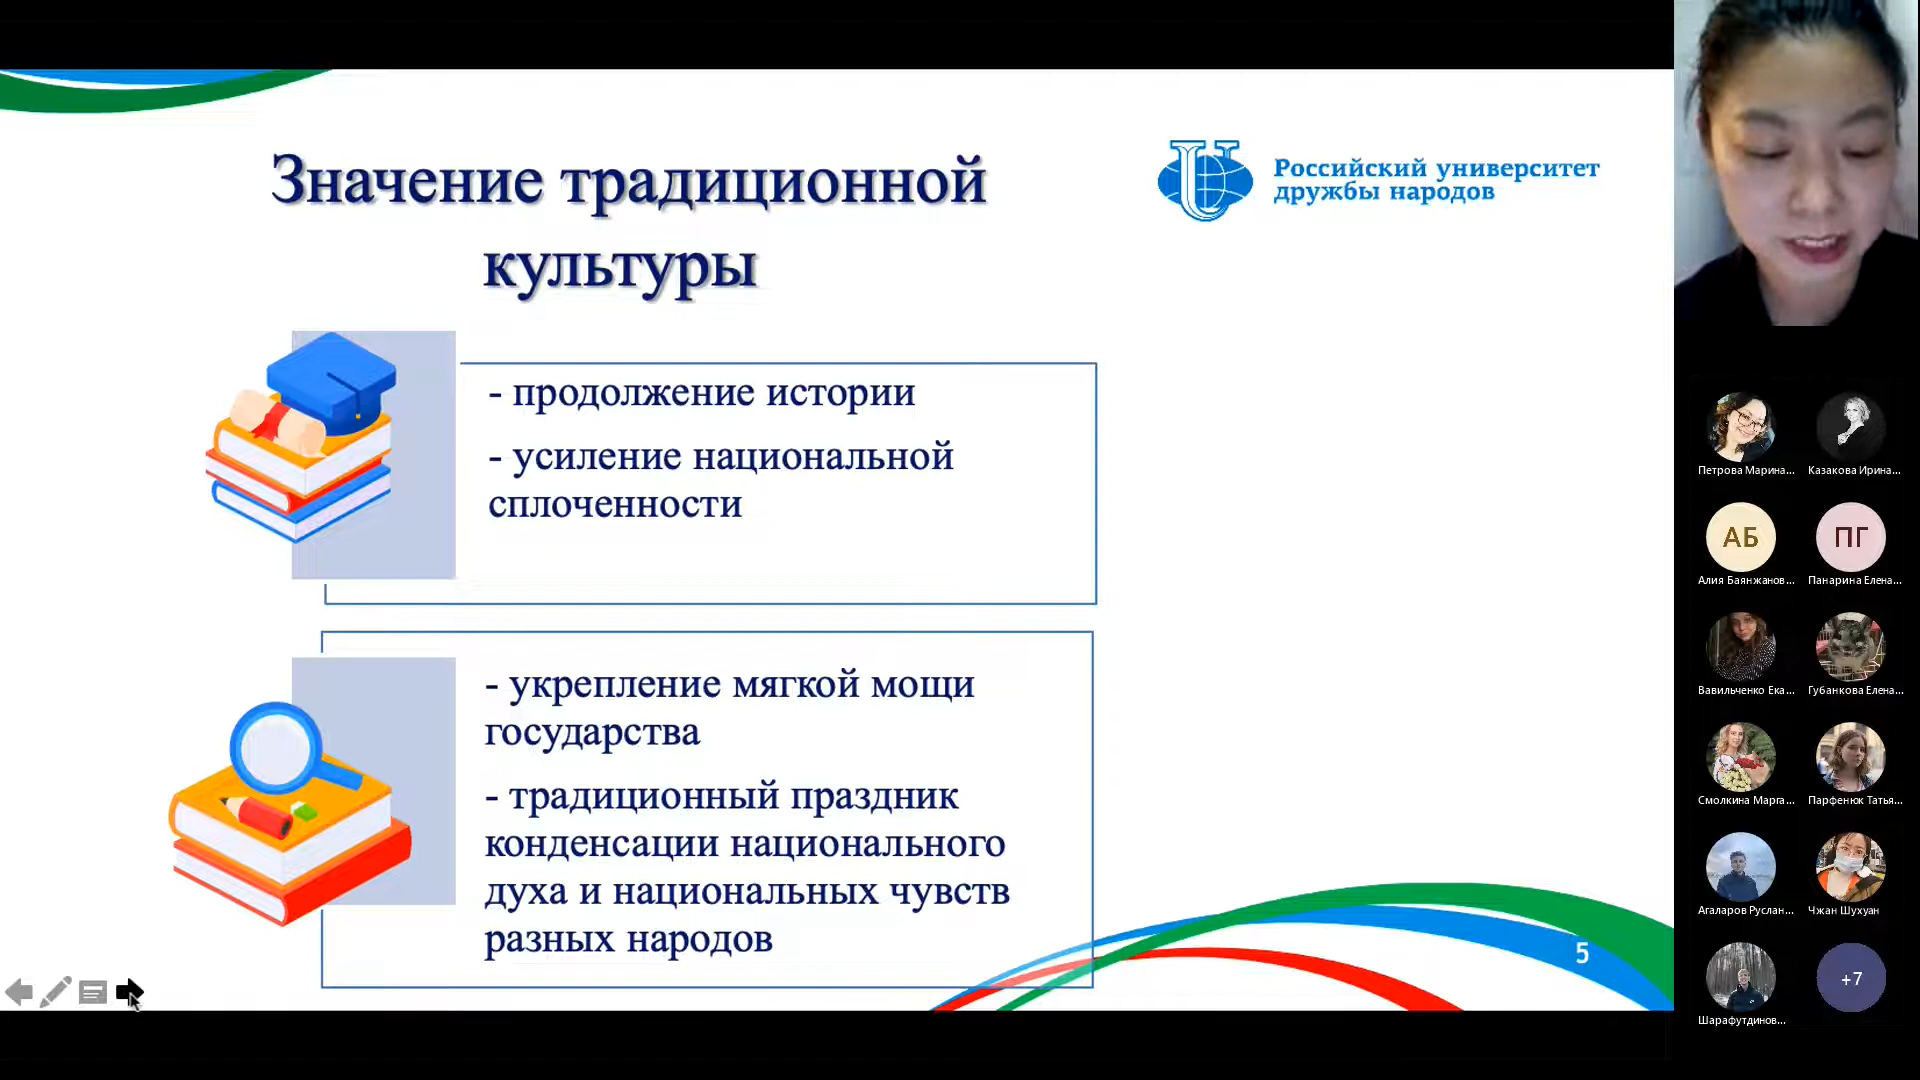 Значение традиционной
культуры
Российский университет
дружбы народов
- продолжение истории
- усиление национальной
сплоченности
- укрепление мягкой мощи
государства
- традиционный праздник
конденсации национального
духа и национальных чувств
разных народов
5
Петрова Марина...
Казакова Ирина...
АБ
ПГ
Алия Баянжанов...
Панарина Елена...
Вавильченко Ека...
Губанкова Елена...
Смолкина Марга...
Парфенюк Татья...
Агаларов Руслан...
Чжан Шухуан
+7
Шарафутдинов...